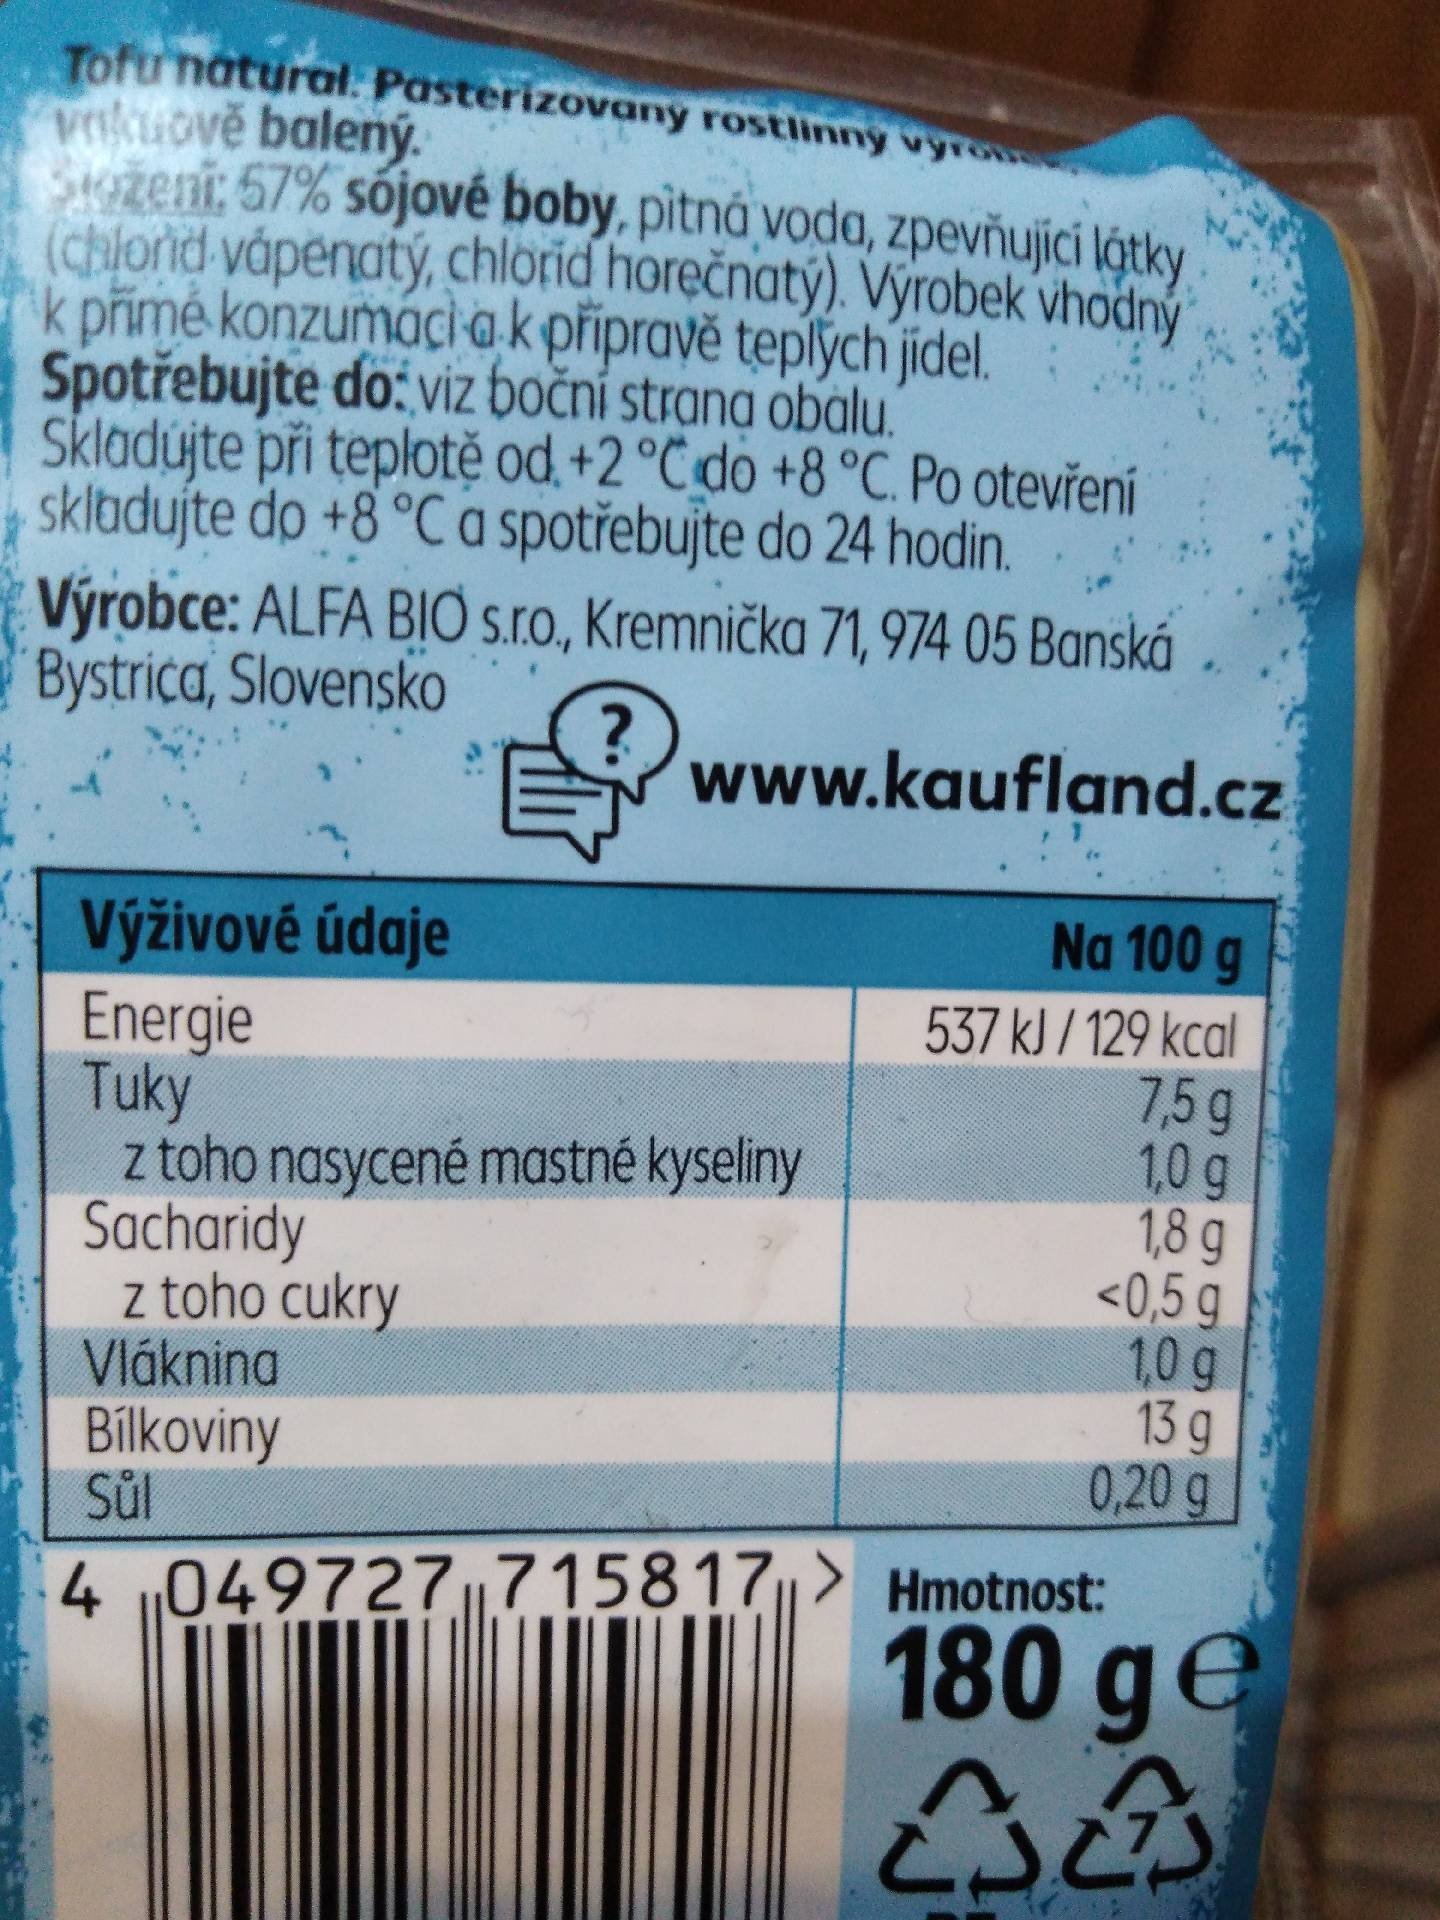 Tofu natural. Pasterizovaný rostlinný výrobek,
vakuově balený.
Složení: 57% sójové boby, pitná voda, zpevňující látky
(chlorid vápenatý, chlorid horečnatý). Výrobek vhodný
k přímé konzumaci a k přípravě teplých jídel.
Spotřebujte do: viz boční strana obalu.
Skladujte při teplotě od +2 °C do +8 °C. Po otevření
skladujte do +8 °C a spotřebujte do 24 hodin.
Výrobce: ALFA BIO s.r.o., Kremnička 71, 974 05 Banská
Bystrica, Slovensko
?
www.kaufland.cz
Výživové údaje Na 100 g
Energie 537 kJ / 129 kcal
Tuky 7,5 g
z toho nasycené mastné kyseliny 1,0 g
Sacharidy 1,8 g
z toho cukry <0,5 g
Vláknina 1,0 g
Bílkoviny 13 g
Sůl 0,20 g
4 049727 715817 >
Hmotnost:
180 g e
7